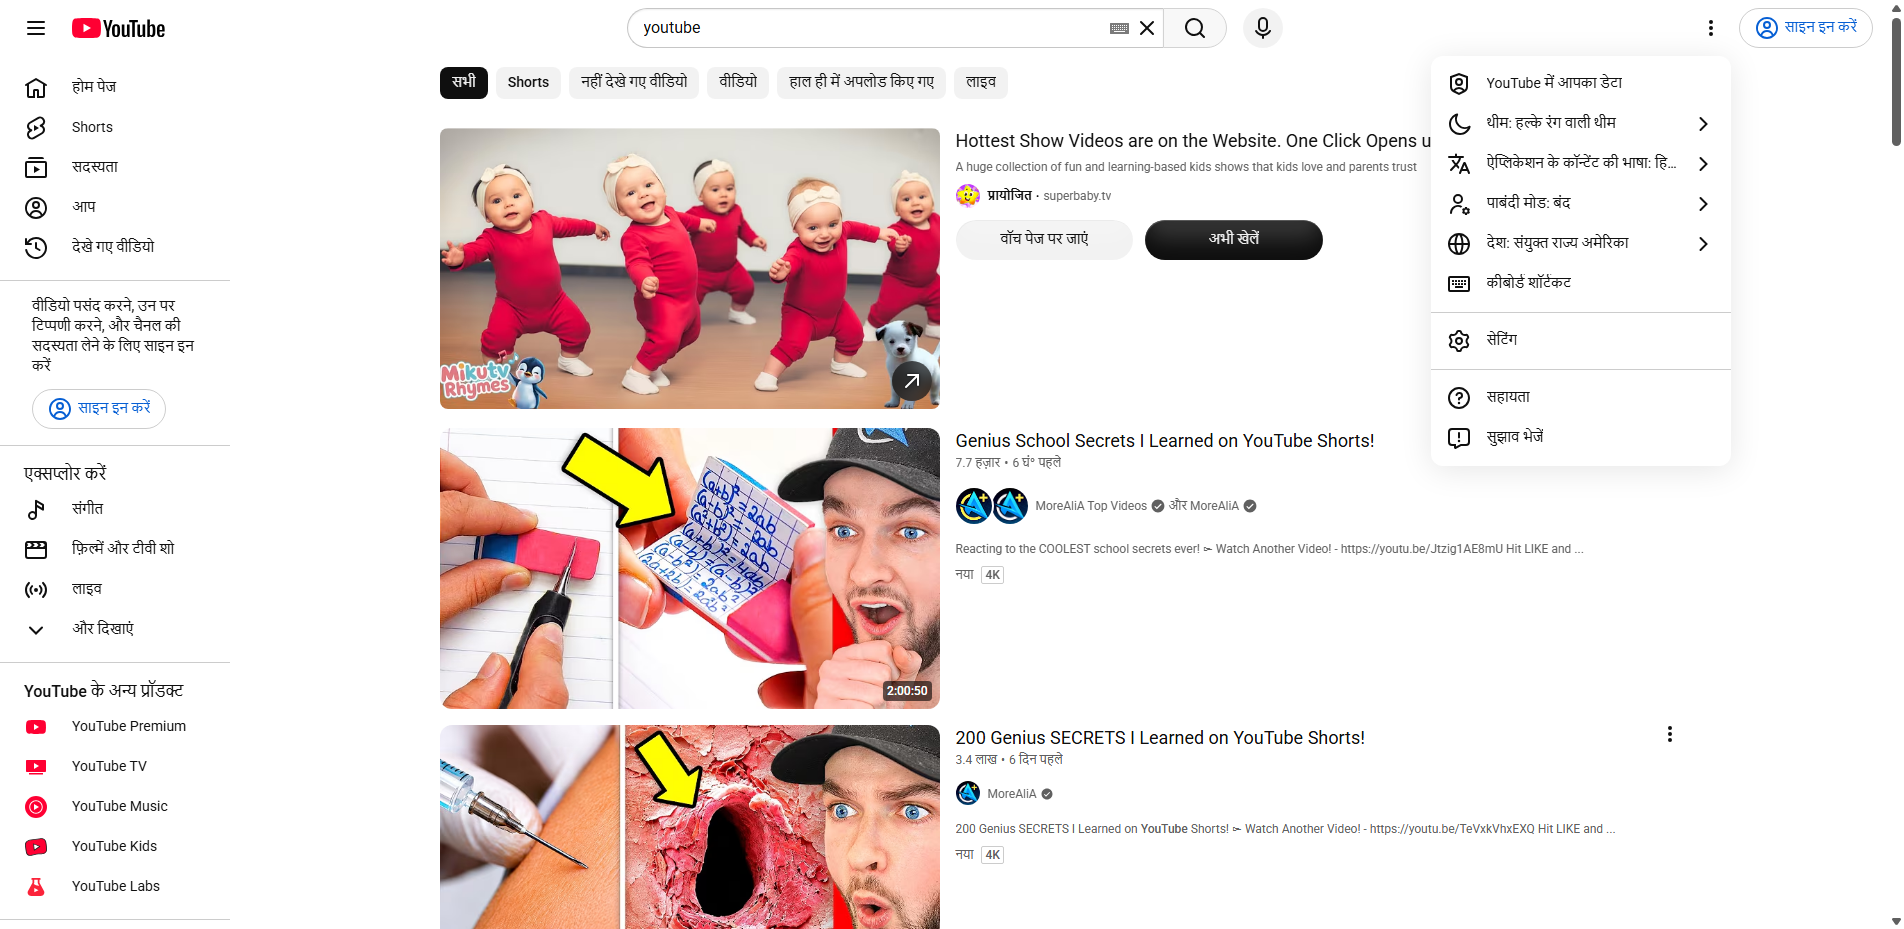 YouTube
youtube
साइन इन करें
होम पेज
Shorts
सदस्यता
आप
देखे गए वीडियो
वीडियो पसंद करने, उन पर
टिप्पणी करने, और चैनल की
सदस्यता लेने के लिए साइन इन
करें
साइन इन करें
एक्सप्लोर करें
संगीत
फ़िल्में और टीवी शो
लाइव
और दिखाएं
YouTube के अन्य प्रॉडक्ट
YouTube Premium
YouTube TV
YouTube Music
YouTube Kids
YouTube Labs
सभी
Shorts
नहीं देखे गए वीडियो
वीडियो
हाल ही में अपलोड किए गए
लाइव
Mikutv
Rhymes
Hottest Show Videos are on the Website. One Click Opens u
A huge collection of fun and learning-based kids shows that kids love and parents trust
प्रायोजित · superbaby.tv
वॉच पेज पर जाएं
अभी खेलें
YouTube में आपका डेटा
थीम: हल्के रंग वाली थीम
ऐप्लिकेशन के कॉन्टेंट की भाषा: हि...
पाबंदी मोड: बंद
देश: संयुक्त राज्य अमेरिका
कीबोर्ड शॉर्टकट
सेटिंग
सहायता
सुझाव भेजें
2:00:50
Genius School Secrets I Learned on YouTube Shorts!
7.7 हज़ार • 6 घं॰ पहले
MoreAliA Top Videos और MoreAliA
Reacting to the COOLEST school secrets ever! ➛ Watch Another Video! - https://youtu.be/Jtzig1AE8mU Hit LIKE and ...
नया 4K
200 Genius SECRETS I Learned on YouTube Shorts!
3.4 लाख • 6 दिन पहले
MoreAliA
200 Genius SECRETS I Learned on YouTube Shorts! ➛ Watch Another Video! - https://youtu.be/TeVxkVhxEXQ Hit LIKE and ...
नया 4K